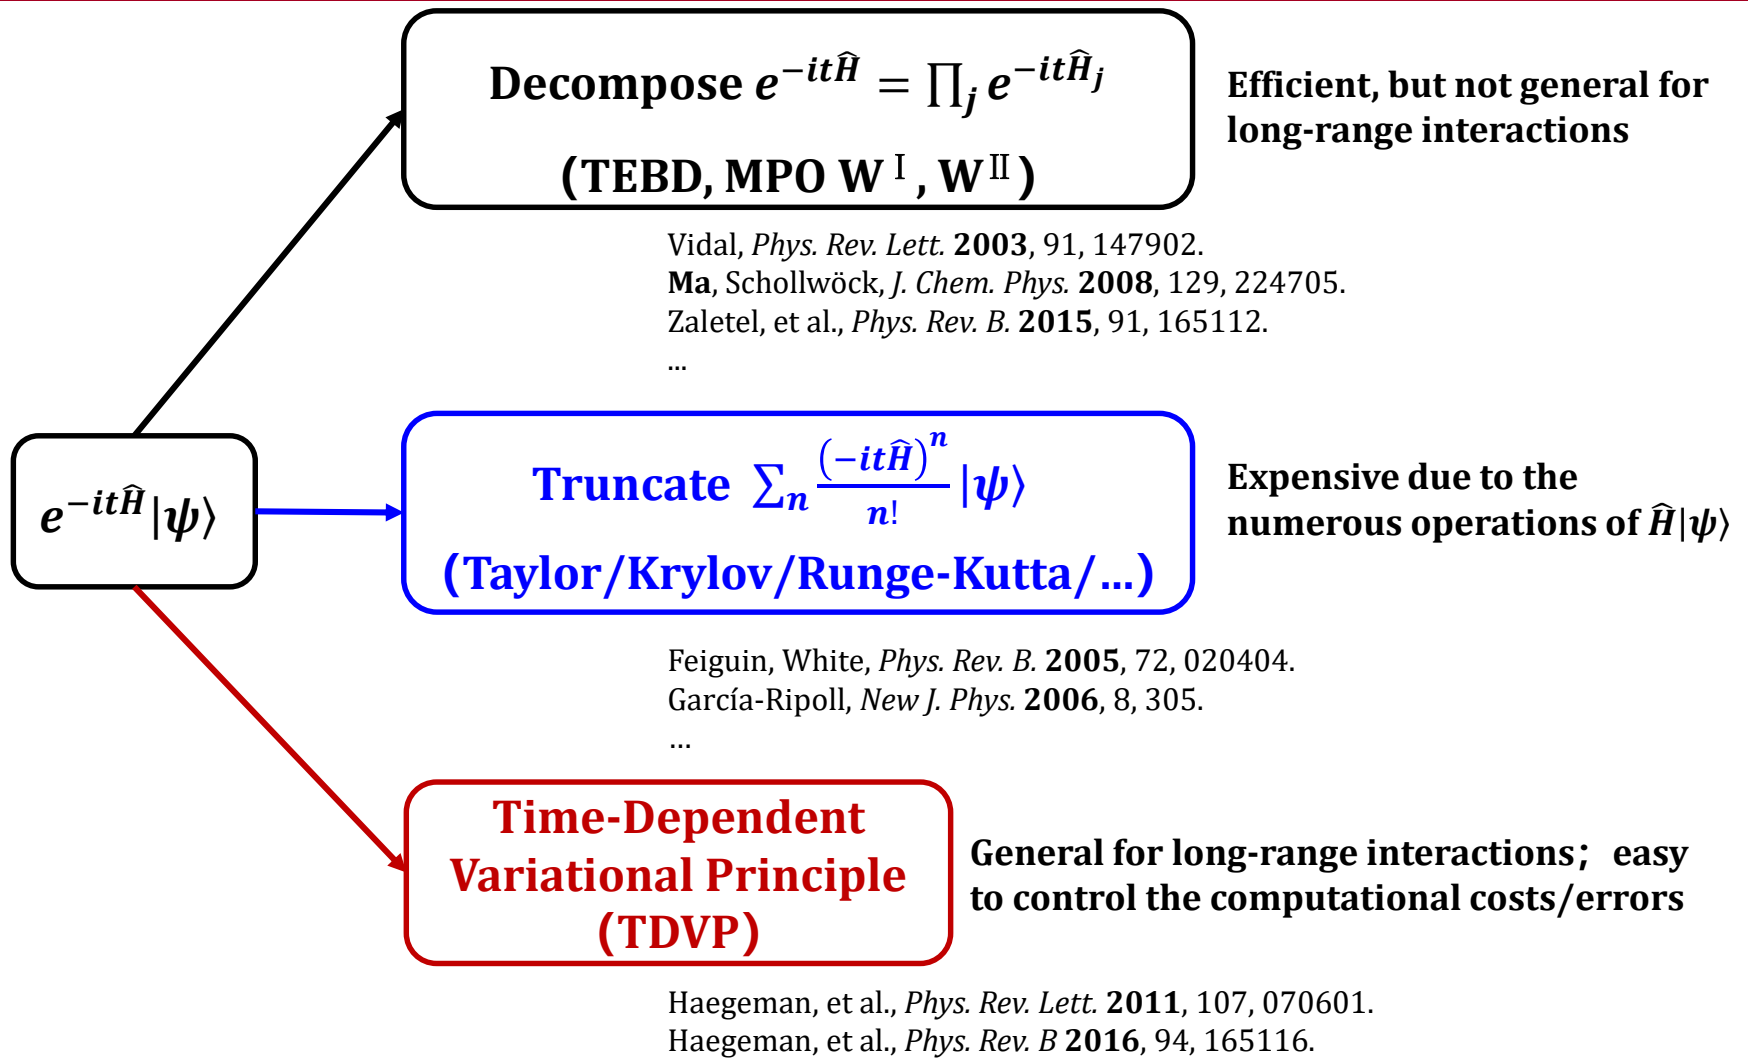 Decompose e^{-itĤ} = ∏_j e^{-itĤ_j}
(TEBD, MPO W^Ⅰ, W^Ⅱ)
Efficient, but not general for
long-range interactions
Vidal, Phys. Rev. Lett. 2003, 91, 147902.
Ma, Schollwöck, J. Chem. Phys. 2008, 129, 224705.
Zaletel, et al., Phys. Rev. B. 2015, 91, 165112.
...
e^{-itĤ}|ψ⟩
Truncate ∑_n (-itĤ)^n / n! |ψ⟩
(Taylor/Krylov/Runge-Kutta/...)
Expensive due to the
numerous operations of Ĥ|ψ⟩
Feiguin, White, Phys. Rev. B. 2005, 72, 020404.
García-Ripoll, New J. Phys. 2006, 8, 305.
...
Time-Dependent
Variational Principle
(TDVP)
General for long-range interactions； easy
to control the computational costs/errors
Haegeman, et al., Phys. Rev. Lett. 2011, 107, 070601.
Haegeman, et al., Phys. Rev. B 2016, 94, 165116.